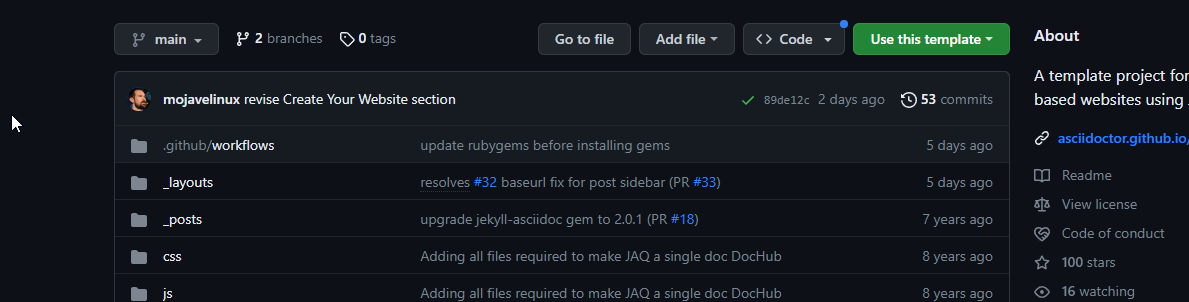 main 2 branches 0 tags Go to file Add file <> Code Use this template
About
A template project for
based websites using
mojavelinux revise Create Your Website section 89de12c 2 days ago 53 commits
asciidoctor.github.io/
.github/workflows update rubygems before installing gems 5 days ago
Readme
_layouts resolves #32 baseurl fix for post sidebar (PR #33) 5 days ago
View license
_posts upgrade jekyll-asciidoc gem to 2.0.1 (PR #18) 7 years ago
Code of conduct
css Adding all files required to make JAQ a single doc DocHub 8 years ago
100 stars
js Adding all files required to make JAQ a single doc DocHub 8 years ago
16 watching